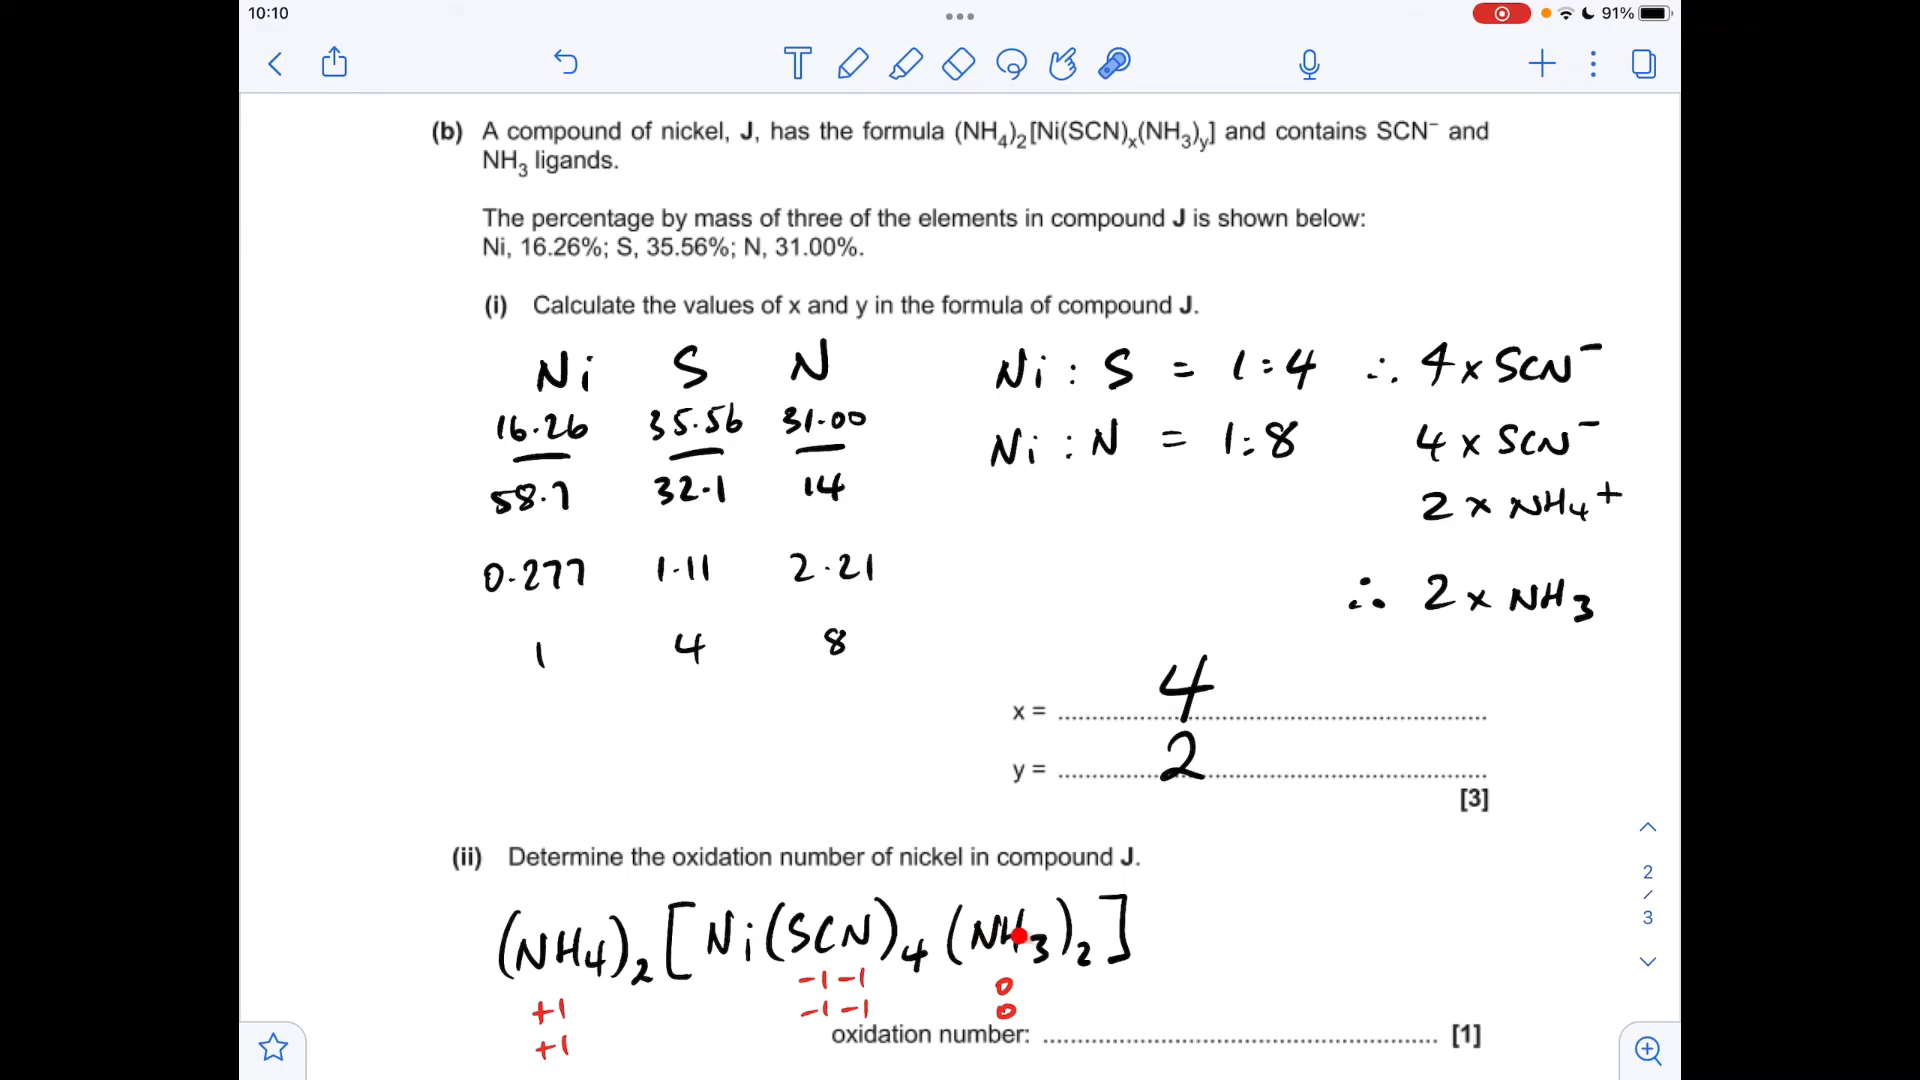 10:10
91%
T
(b) A compound of nickel, J, has the formula (NH4)2[Ni(SCN)x(NH3)y] and contains SCN⁻ and
NH3 ligands.
The percentage by mass of three of the elements in compound J is shown below:
Ni, 16.26%; S, 35.56%; N, 31.00%.
(i) Calculate the values of x and y in the formula of compound J.
Ni S N
16.26 35.56 31.00
58.7 32.1 14
0.277 1.11 2.21
1 4 8
Ni : S = 1:4 ∴ 4 x SCN⁻
Ni : N = 1:8 4 x SCN⁻
2 x NH4+
∴ 2 x NH3
x = 4
y = 2
[3]
(ii) Determine the oxidation number of nickel in compound J.
(NH4)2 [Ni(SCN)4 (NH3)2]
+1 -1 -1 0
+1 -1 -1 0
oxidation number: [1]
2
/
3